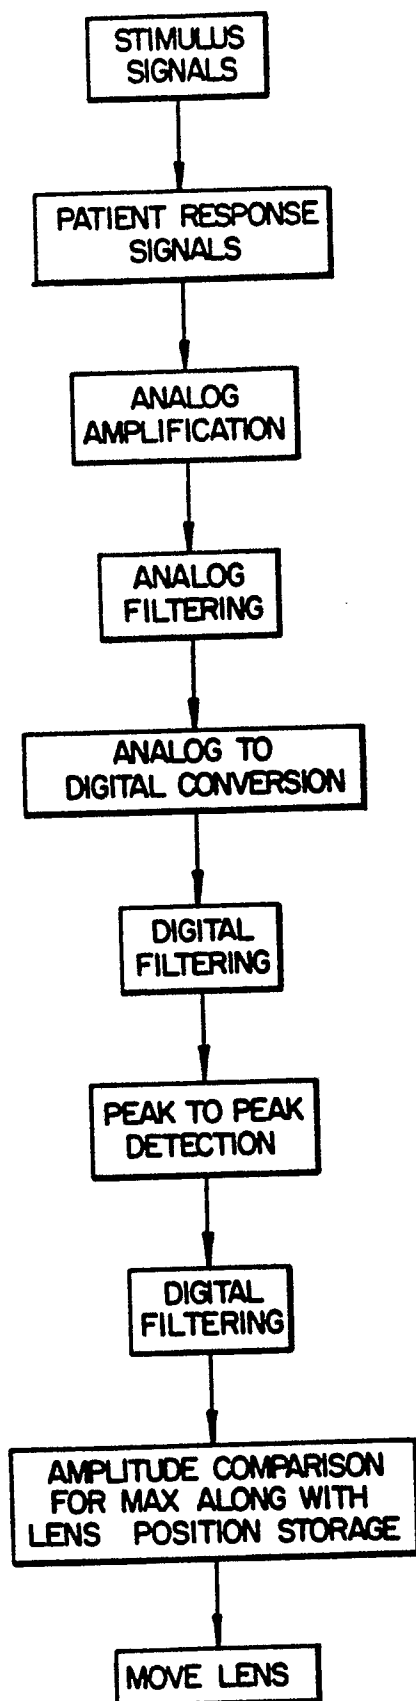 STIMULUS
SIGNALS
PATIENT RESPONSE
SIGNALS
ANALOG
AMPLIFICATION
ANALOG
FILTERING
ANALOG TO
DIGITAL CONVERSION
DIGITAL
FILTERING
PEAK TO PEAK
DETECTION
DIGITAL
FILTERING
AMPLITUDE COMPARISON
FOR MAX ALONG WITH
LENS POSITION STORAGE
MOVE LENS